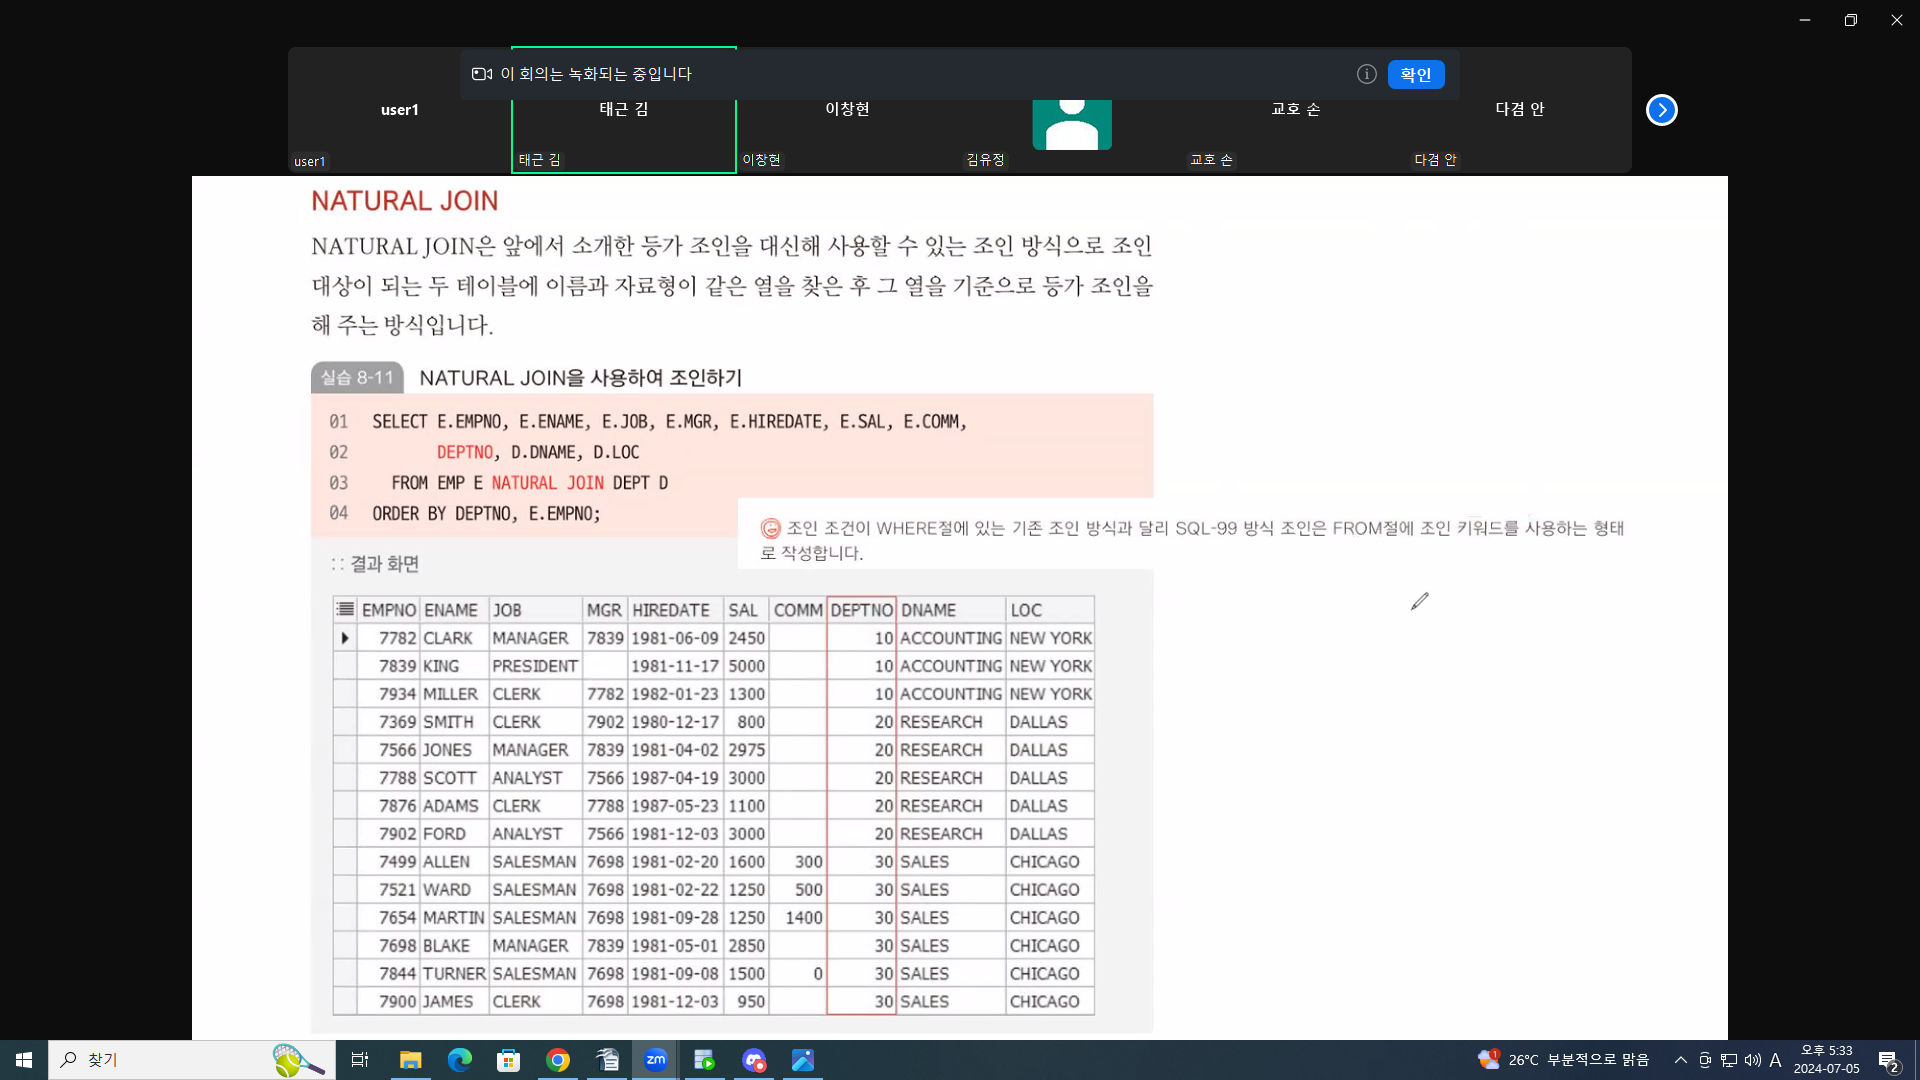 이 회의는 녹화되는 중입니다
확인
user1
태근 김
이창현
교호 손
다겸 안
user1
태근 김
이창현
김유정
교호 손
다겸 안
NATURAL JOIN
NATURAL JOIN은 앞에서 소개한 등가 조인을 대신해 사용할 수 있는 조인 방식으로 조인
대상이 되는 두 테이블에 이름과 자료형이 같은 열을 찾은 후 그 열을 기준으로 등가 조인을
해 주는 방식입니다.
실습 8-11 NATURAL JOIN을 사용하여 조인하기
01 SELECT E.EMPNO, E.ENAME, E.JOB, E.MGR, E.HIREDATE, E.SAL, E.COMM,
02 DEPTNO, D.DNAME, D.LOC
03 FROM EMP E NATURAL JOIN DEPT D
04 ORDER BY DEPTNO, E.EMPNO;
조인 조건이 WHERE절에 있는 기존 조인 방식과 달리 SQL-99 방식 조인은 FROM절에 조인 키워드를 사용하는 형태
로 작성합니다.
:: 결과 화면
EMPNO ENAME JOB MGR HIREDATE SAL COMM DEPTNO DNAME LOC
7782 CLARK MANAGER 7839 1981-06-09 2450 10 ACCOUNTING NEW YORK
7839 KING PRESIDENT 1981-11-17 5000 10 ACCOUNTING NEW YORK
7934 MILLER CLERK 7782 1982-01-23 1300 10 ACCOUNTING NEW YORK
7369 SMITH CLERK 7902 1980-12-17 800 20 RESEARCH DALLAS
7566 JONES MANAGER 7839 1981-04-02 2975 20 RESEARCH DALLAS
7788 SCOTT ANALYST 7566 1987-04-19 3000 20 RESEARCH DALLAS
7876 ADAMS CLERK 7788 1987-05-23 1100 20 RESEARCH DALLAS
7902 FORD ANALYST 7566 1981-12-03 3000 20 RESEARCH DALLAS
7499 ALLEN SALESMAN 7698 1981-02-20 1600 300 30 SALES CHICAGO
7521 WARD SALESMAN 7698 1981-02-22 1250 500 30 SALES CHICAGO
7654 MARTIN SALESMAN 7698 1981-09-28 1250 1400 30 SALES CHICAGO
7698 BLAKE MANAGER 7839 1981-05-01 2850 30 SALES CHICAGO
7844 TURNER SALESMAN 7698 1981-09-08 1500 0 30 SALES CHICAGO
7900 JAMES CLERK 7698 1981-12-03 950 30 SALES CHICAGO
찾기
zm
1
26°C 부분적으로 맑음
A
오후 5:33
2024-07-05
2